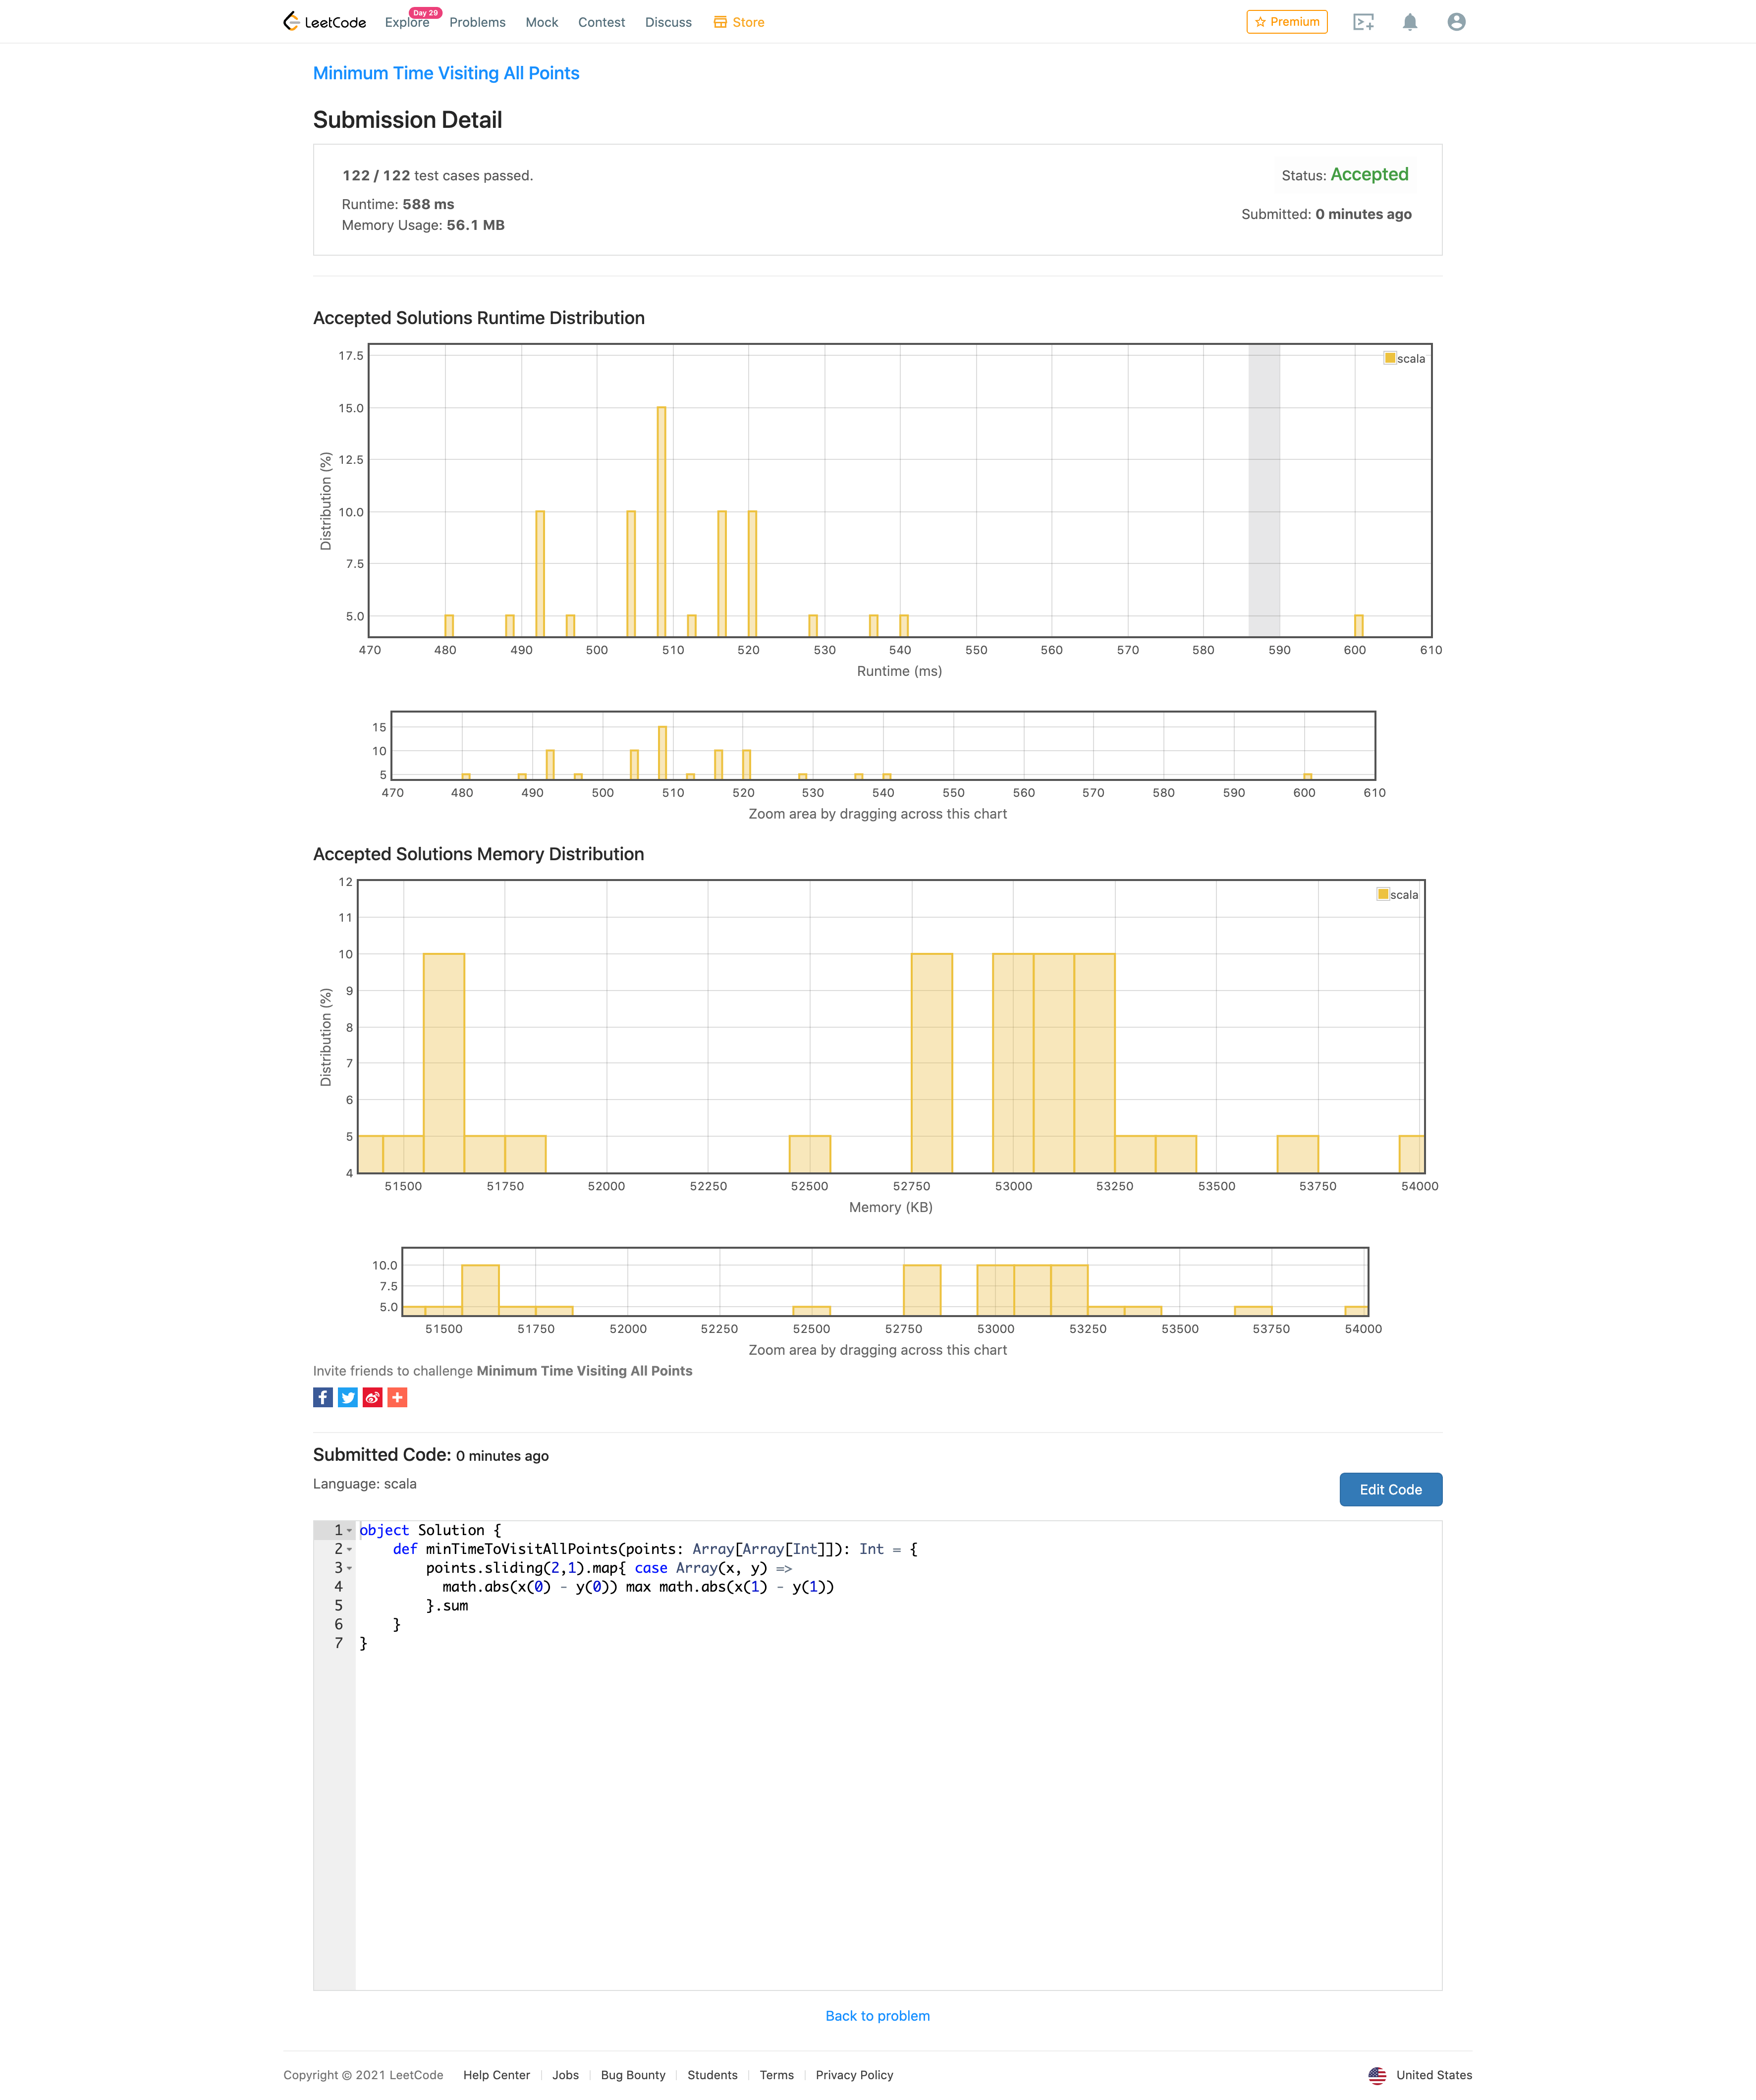 LeetCode Explore Day 29 Problems Mock Contest Discuss Store Premium
Minimum Time Visiting All Points
Submission Detail
122 / 122 test cases passed.
Status: Accepted
Runtime: 588 ms
Submitted: 0 minutes ago
Memory Usage: 56.1 MB
Accepted Solutions Runtime Distribution
scala
17.5
15.0
12.5
10.0
7.5
5.0
Distribution (%)
470 480 490 500 510 520 530 540 550 560 570 580 590 600 610
Runtime (ms)
15
10
5
470 480 490 500 510 520 530 540 550 560 570 580 590 600 610
Zoom area by dragging across this chart
Accepted Solutions Memory Distribution
scala
12
11
10
9
8
7
6
5
4
Distribution (%)
51500 51750 52000 52250 52500 52750 53000 53250 53500 53750 54000
Memory (KB)
10.0
7.5
5.0
51500 51750 52000 52250 52500 52750 53000 53250 53500 53750 54000
Zoom area by dragging across this chart
Invite friends to challenge Minimum Time Visiting All Points
Submitted Code: 0 minutes ago
Language: scala
Edit Code
1 object Solution {
2     def minTimeToVisitAllPoints(points: Array[Array[Int]]): Int = {
3         points.sliding(2,1).map{ case Array(x, y) =>
4           math.abs(x(0) - y(0)) max math.abs(x(1) - y(1))
5         }.sum
6     }
7 }
Back to problem
Copyright © 2021 LeetCode Help Center Jobs Bug Bounty Students Terms Privacy Policy United States